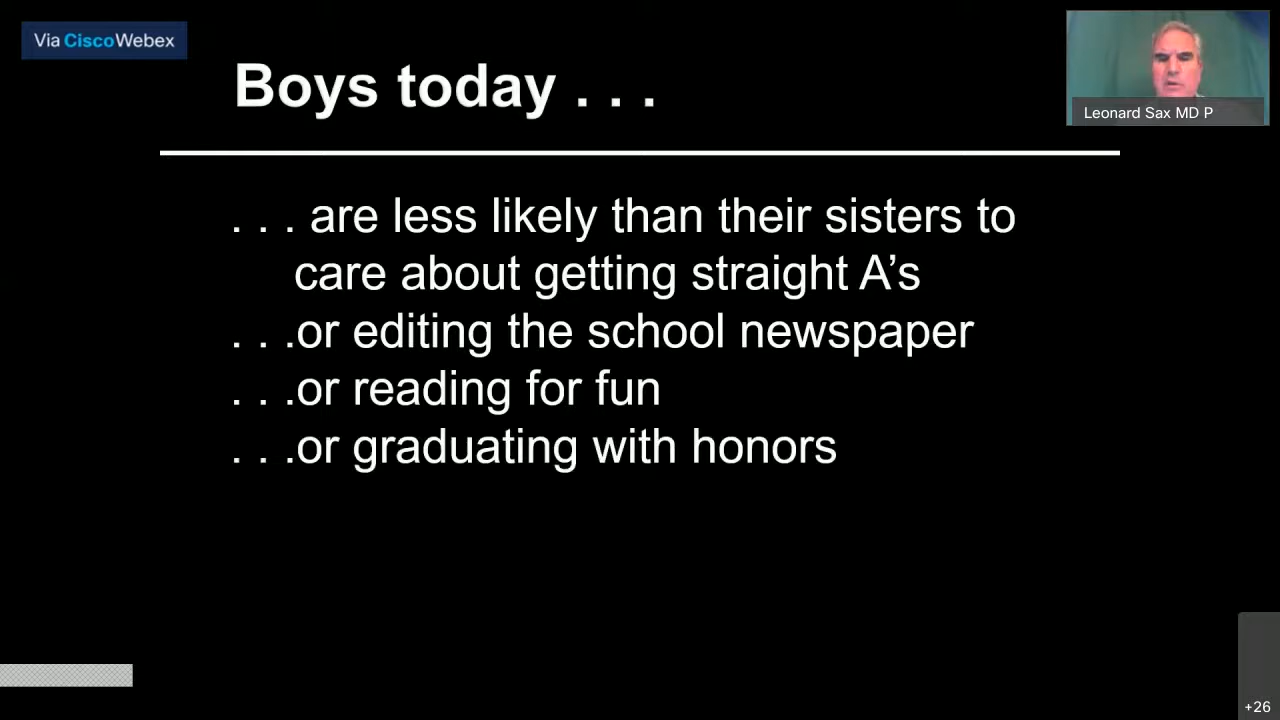 Via CiscoWebex
Boys today . . .
Leonard Sax MD P
. . . are less likely than their sisters to
care about getting straight A’s
. . .or editing the school newspaper
. . .or reading for fun
. . .or graduating with honors
+26